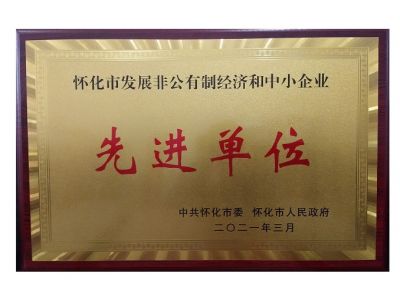 怀化市发展非公有制经济和中小企业
先进单位
中共怀化市委 怀化市人民政府
二〇二一年三月